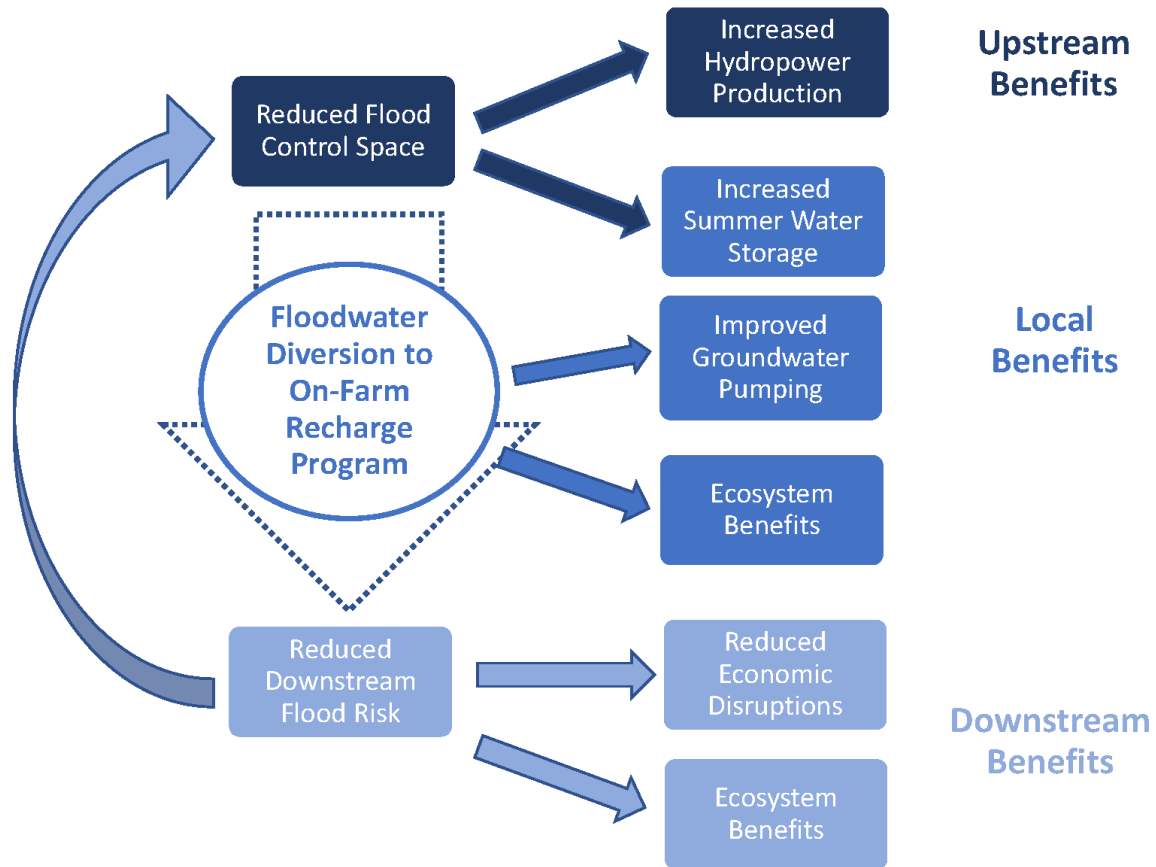 Increased
Hydropower
Production
Upstream
Benefits
Reduced Flood
Control Space
Increased
Summer Water
Storage
Floodwater
Diversion to
On-Farm
Recharge
Program
Improved
Groundwater
Pumping
Local
Benefits
Ecosystem
Benefits
Reduced
Downstream
Flood Risk
Reduced
Economic
Disruptions
Downstream
Benefits
Ecosystem
Benefits